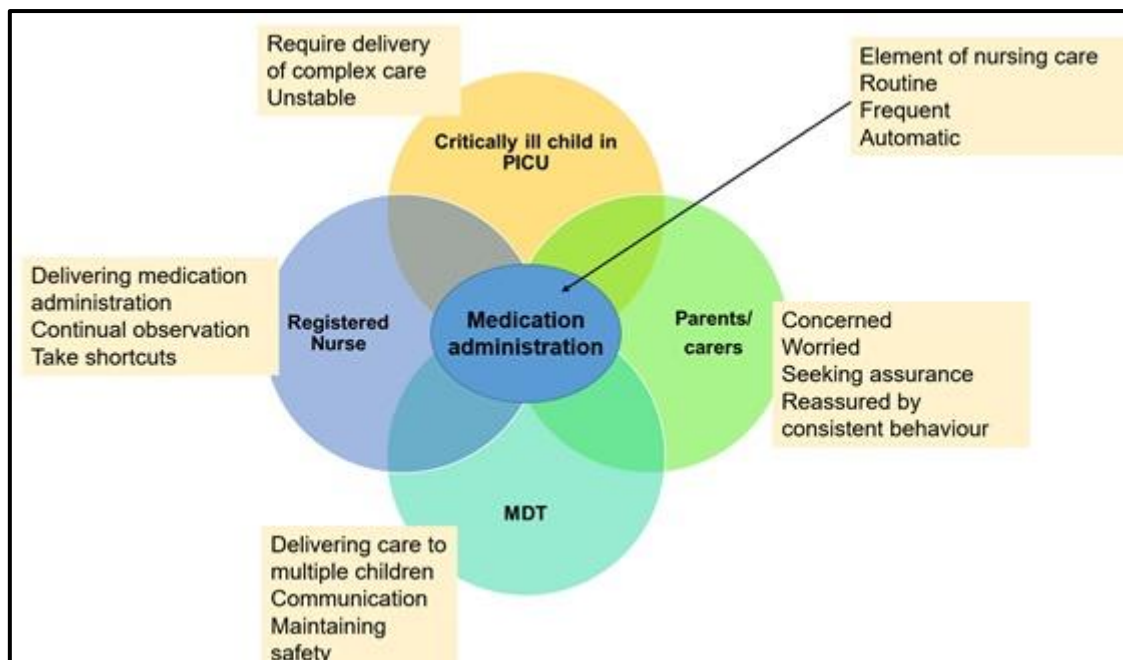 Require delivery
of complex care
Unstable
Element of nursing care
Routine
Frequent
Automatic
Critically ill child in
PICU
Delivering medication
administration
Continual observation
Take shortcuts
Registered
Nurse
Medication
administration
Parents/
carers
Concerned
Worried
Seeking assurance
Reassured by
consistent behaviour
MDT
Delivering care to
multiple children
Communication
Maintaining
safety